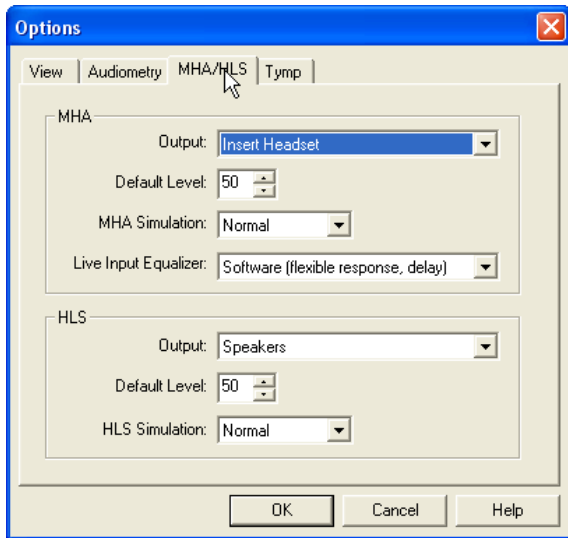 Options
View Audiometry MHA/HLS Tymp
MHA
Output: Insert Headset
Default Level: 50
MHA Simulation: Normal
Live Input Equalizer: Software (flexible response, delay)
HLS
Output: Speakers
Default Level: 50
HLS Simulation: Normal
OK Cancel Help